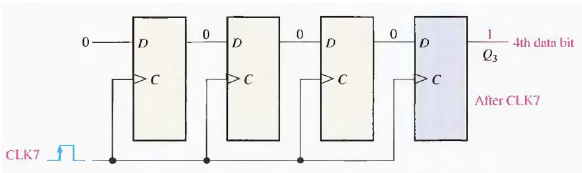 0 D 0 D 0 D 0 D 1 4th data bit
Q3
C C C C
After CLK7
CLK7